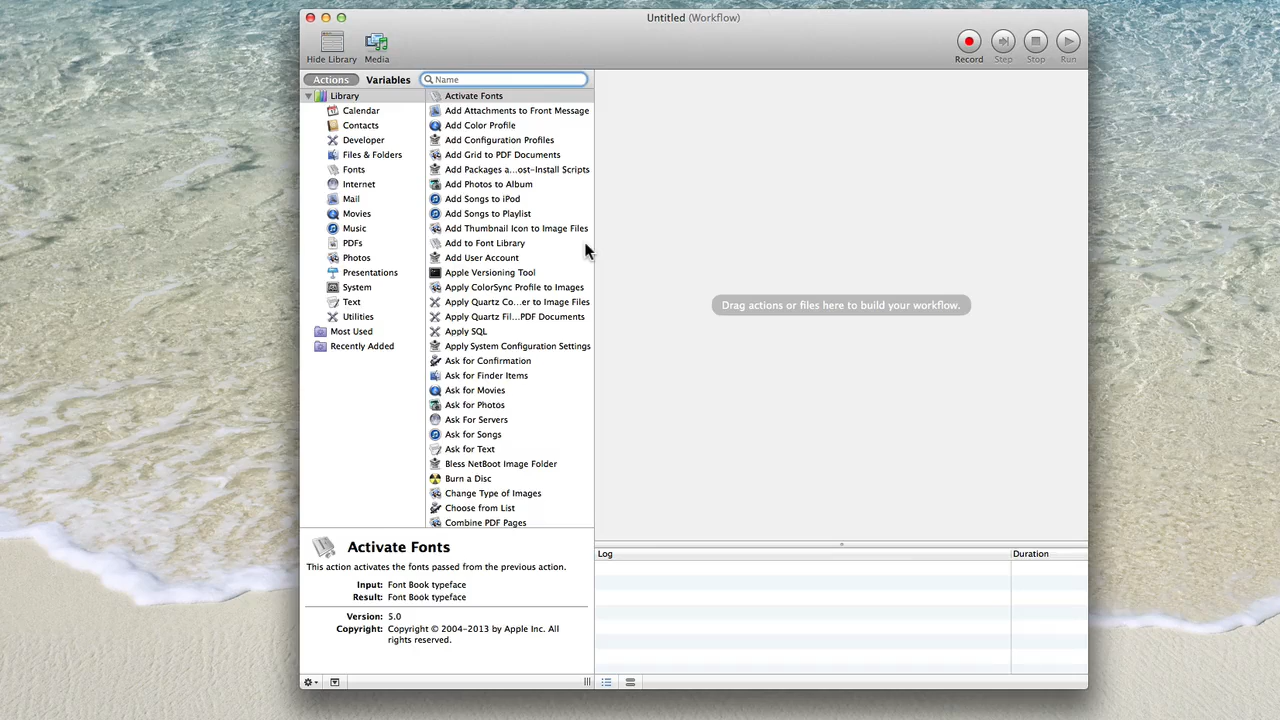 Untitled (Workflow)
Hide Library
Media
Record
Step
Stop
Run
Actions
Variables
Name
Library
Calendar
Contacts
Developer
Files & Folders
Fonts
Internet
Mail
Movies
Music
PDFs
Photos
Presentations
System
Text
Utilities
Most Used
Recently Added
Activate Fonts
Add Attachments to Front Message
Add Color Profile
Add Configuration Profiles
Add Grid to PDF Documents
Add Packages a...ost-Install Scripts
Add Photos to Album
Add Songs to iPod
Add Songs to Playlist
Add Thumbnail Icon to Image Files
Add to Font Library
Add User Account
Apple Versioning Tool
Apply ColorSync Profile to Images
Apply Quartz Co...er to Image Files
Apply Quartz Fil...PDF Documents
Apply SQL
Apply System Configuration Settings
Ask for Confirmation
Ask for Finder Items
Ask for Movies
Ask for Photos
Ask For Servers
Ask for Songs
Ask for Text
Bless NetBoot Image Folder
Burn a Disc
Change Type of Images
Choose from List
Combine PDF Pages
Drag actions or files here to build your workflow.
Log
Duration
Activate Fonts
This action activates the fonts passed from the previous action.
Input: Font Book typeface
Result: Font Book typeface
Version: 5.0
Copyright: Copyright © 2004-2013 by Apple Inc. All
rights reserved.